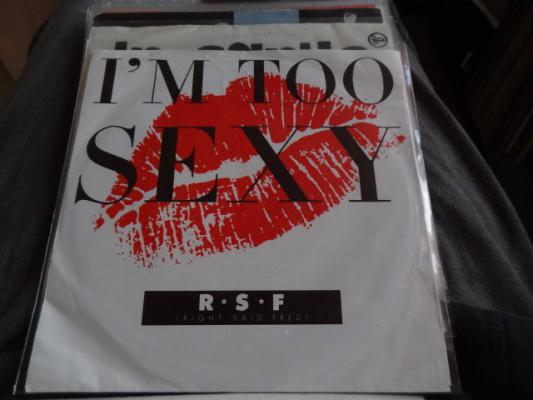 I'M TOO
SEXY
R★S★F
(RIGHT SAID FRED)